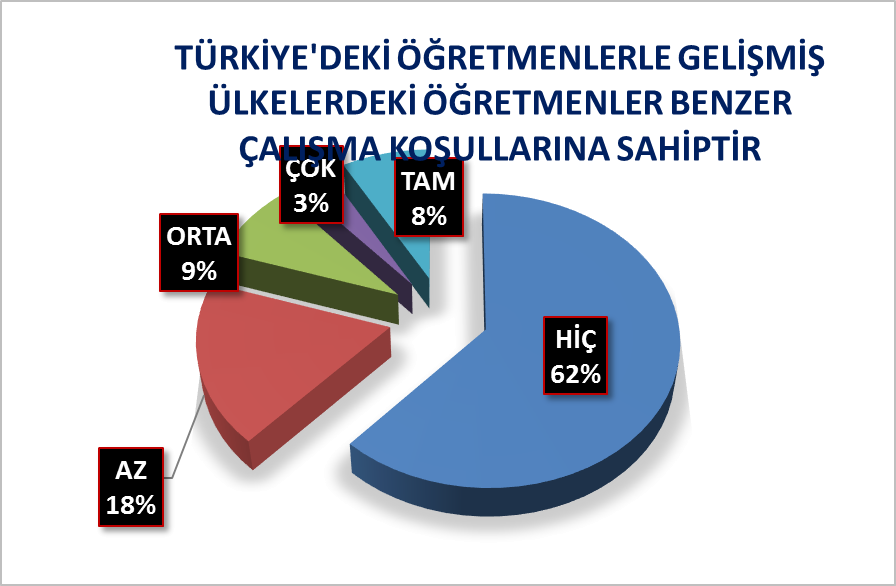 TÜRKİYE'DEKİ ÖĞRETMENLERLE GELİŞMİŞ
ÜLKELERDEKİ ÖĞRETMENLER BENZER
ÇALIŞMA KOŞULLARINA SAHİPTİR
ÇOK
3%
TAM
8%
ORTA
9%
HİÇ
62%
AZ
18%